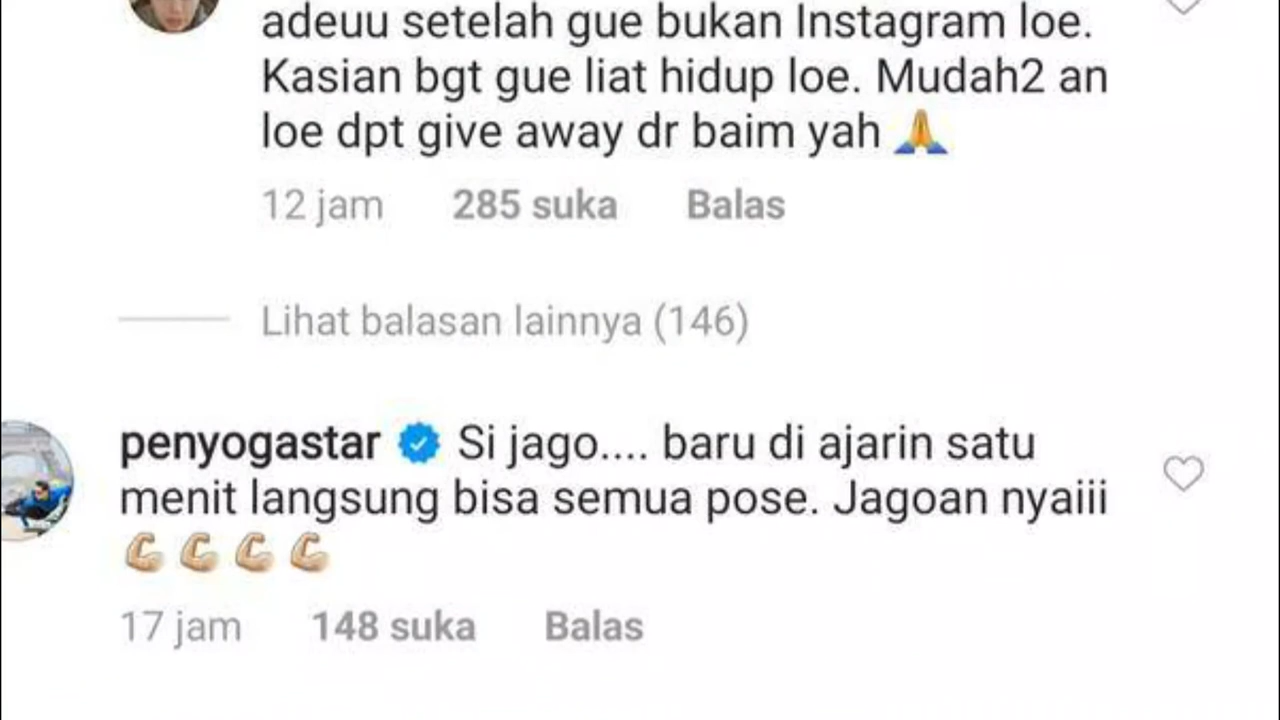 adeuu setelah gue bukan Instagram loe.
Kasian bgt gue liat hidup loe. Mudah2 an
loe dpt give away dr baim yah 🙏
12 jam 285 suka Balas
Lihat balasan lainnya (146)
penyogastar Si jago.... baru di ajarin satu
menit langsung bisa semua pose. Jagoan nyaiii
💪🏼💪🏼💪🏼💪🏼
17 jam 148 suka Balas